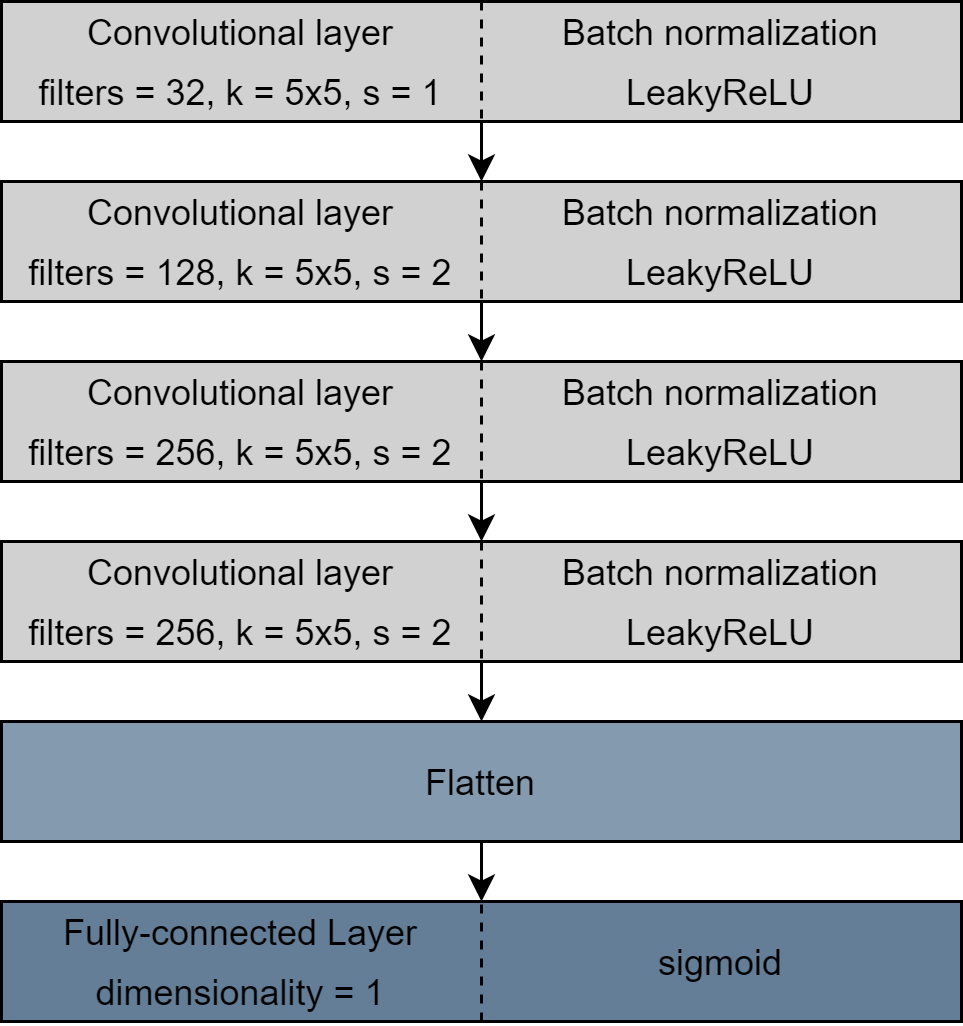 Convolutional layer
filters = 32, k = 5x5, s = 1
Batch normalization
LeakyReLU
Convolutional layer
filters = 128, k = 5x5, s = 2
Batch normalization
LeakyReLU
Convolutional layer
filters = 256, k = 5x5, s = 2
Batch normalization
LeakyReLU
Convolutional layer
filters = 256, k = 5x5, s = 2
Batch normalization
LeakyReLU
Flatten
Fully-connected Layer
dimensionality = 1
sigmoid